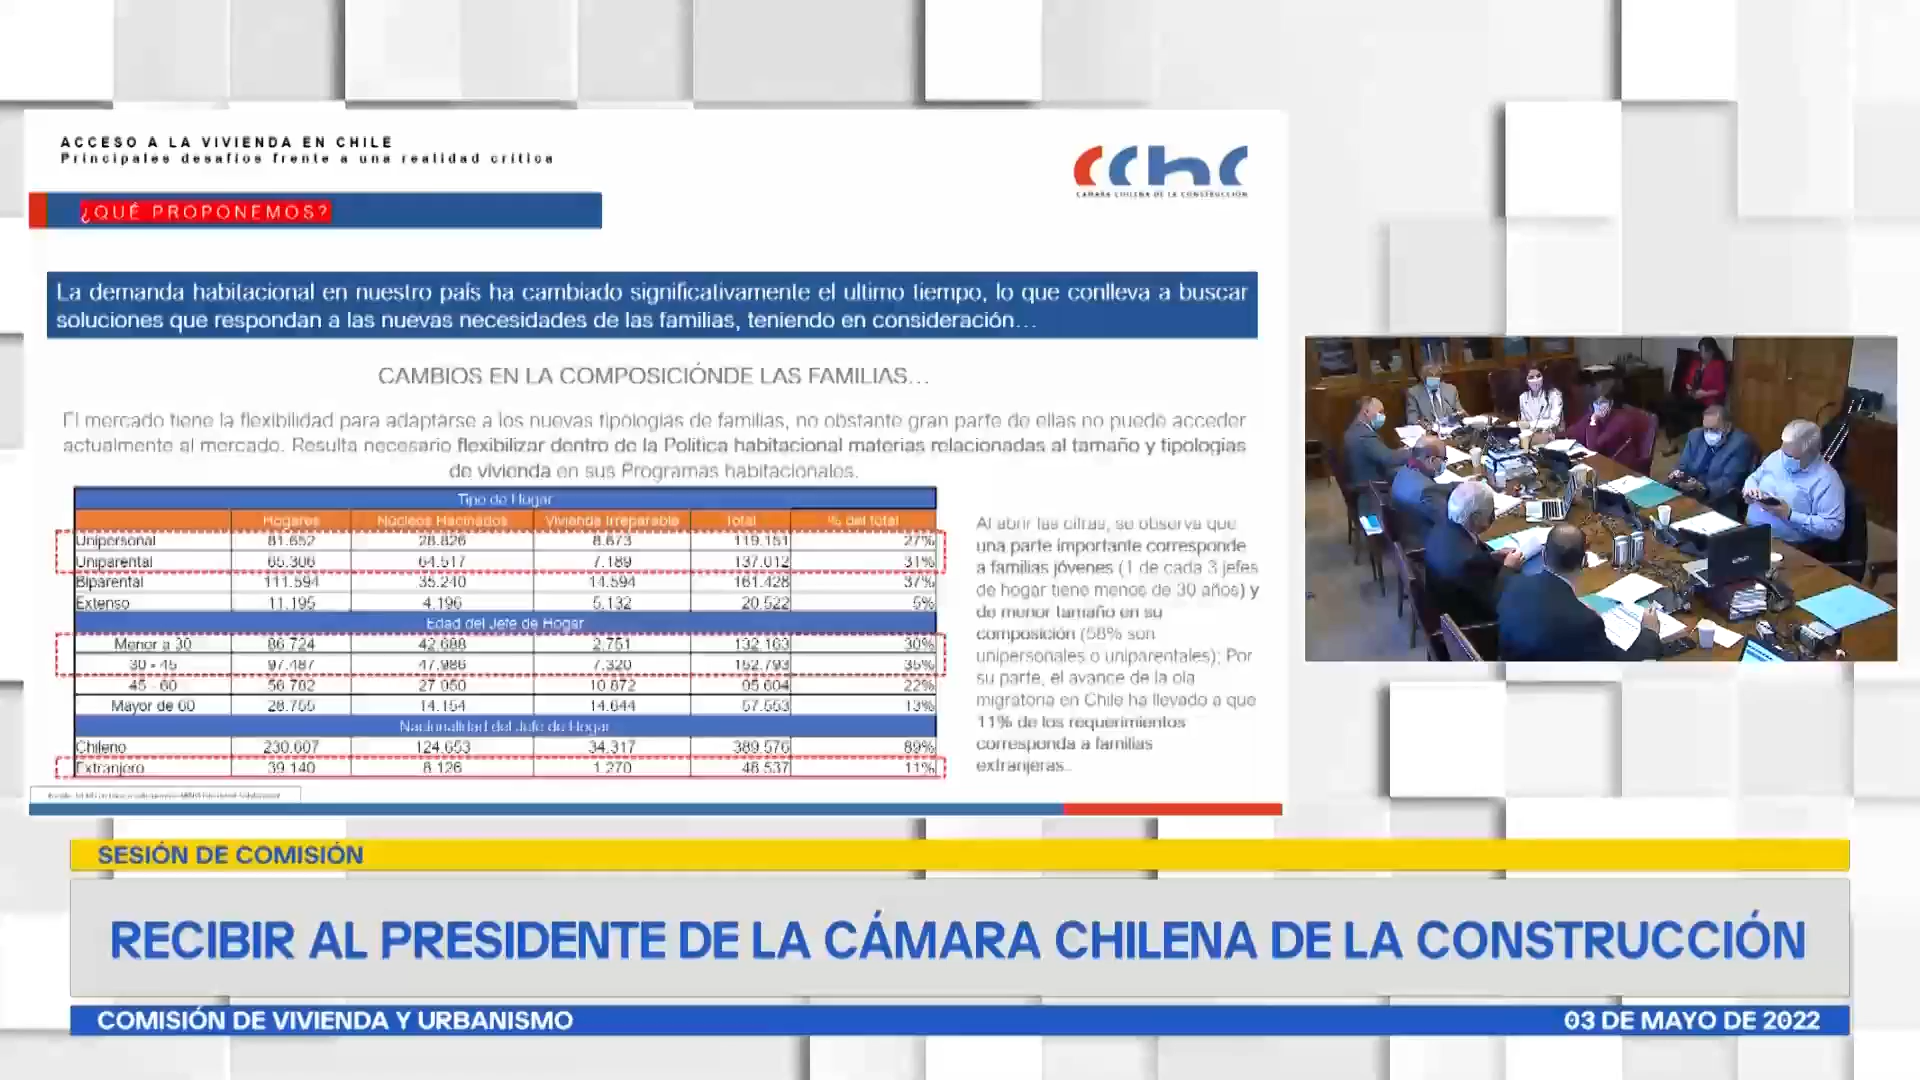 ACCESO A LA VIVIENDA EN CHILE
Principales desafíos frente a una realidad crítica
cchc
CÁMARA CHILENA DE LA CONSTRUCCIÓN
¿QUÉ PROPONEMOS?
La demanda habitacional en nuestro país ha cambiado significativamente el ultimo tiempo, lo que conlleva a buscar
soluciones que respondan a las nuevas necesidades de las familias, teniendo en consideración…
CAMBIOS EN LA COMPOSICIÓNDE LAS FAMILIAS…
El mercado tiene la flexibilidad para adaptarse a los nuevas tipologías de familias, no obstante gran parte de ellas no puede acceder
actualmente al mercado. Resulta necesario flexibilizar dentro de la Política habitacional materias relacionadas al tamaño y tipologías
de vivienda en sus Programas habitacionales.
Tipo de Hogar
Hogares Núcleos Hacinados Vivienda Irreparable Total % del total
Unipersonal 81.652 28.826 8.673 119.151 27%
Uniparental 65.306 64.517 7.189 137.012 31%
Biparental 111.594 35.240 14.594 161.428 37%
Extenso 11.195 4.196 5.132 20.522 5%
Edad del Jefe de Hogar
Menor a 30 86.724 42.688 2.751 132.163 30%
30 - 45 97.487 47.986 7.320 152.793 35%
45 - 60 27.050 10.872 22%
Mayor de 60 28.755 14.154 14.644 57.553 13%
Nacionalidad del Jefe de Hogar
Chileno 230.607 124.653 34.317 389.576 89%
Extranjero 39.140 8.126 1.270 48.537 11%
Al abrir las cifras, se observa que
una parte importante corresponde
a familias jóvenes (1 de cada 3 jefes
de hogar tiene menos de 30 años) y
de menor tamaño en su
composición (58% son
unipersonales o uniparentales); Por
su parte, el avance de la ola
migratoria en Chile ha llevado a que
11% de los requerimientos
corresponda a familias
extranjeras..
SESIÓN DE COMISIÓN
RECIBIR AL PRESIDENTE DE LA CÁMARA CHILENA DE LA CONSTRUCCIÓN
COMISIÓN DE VIVIENDA Y URBANISMO
03 DE MAYO DE 2022